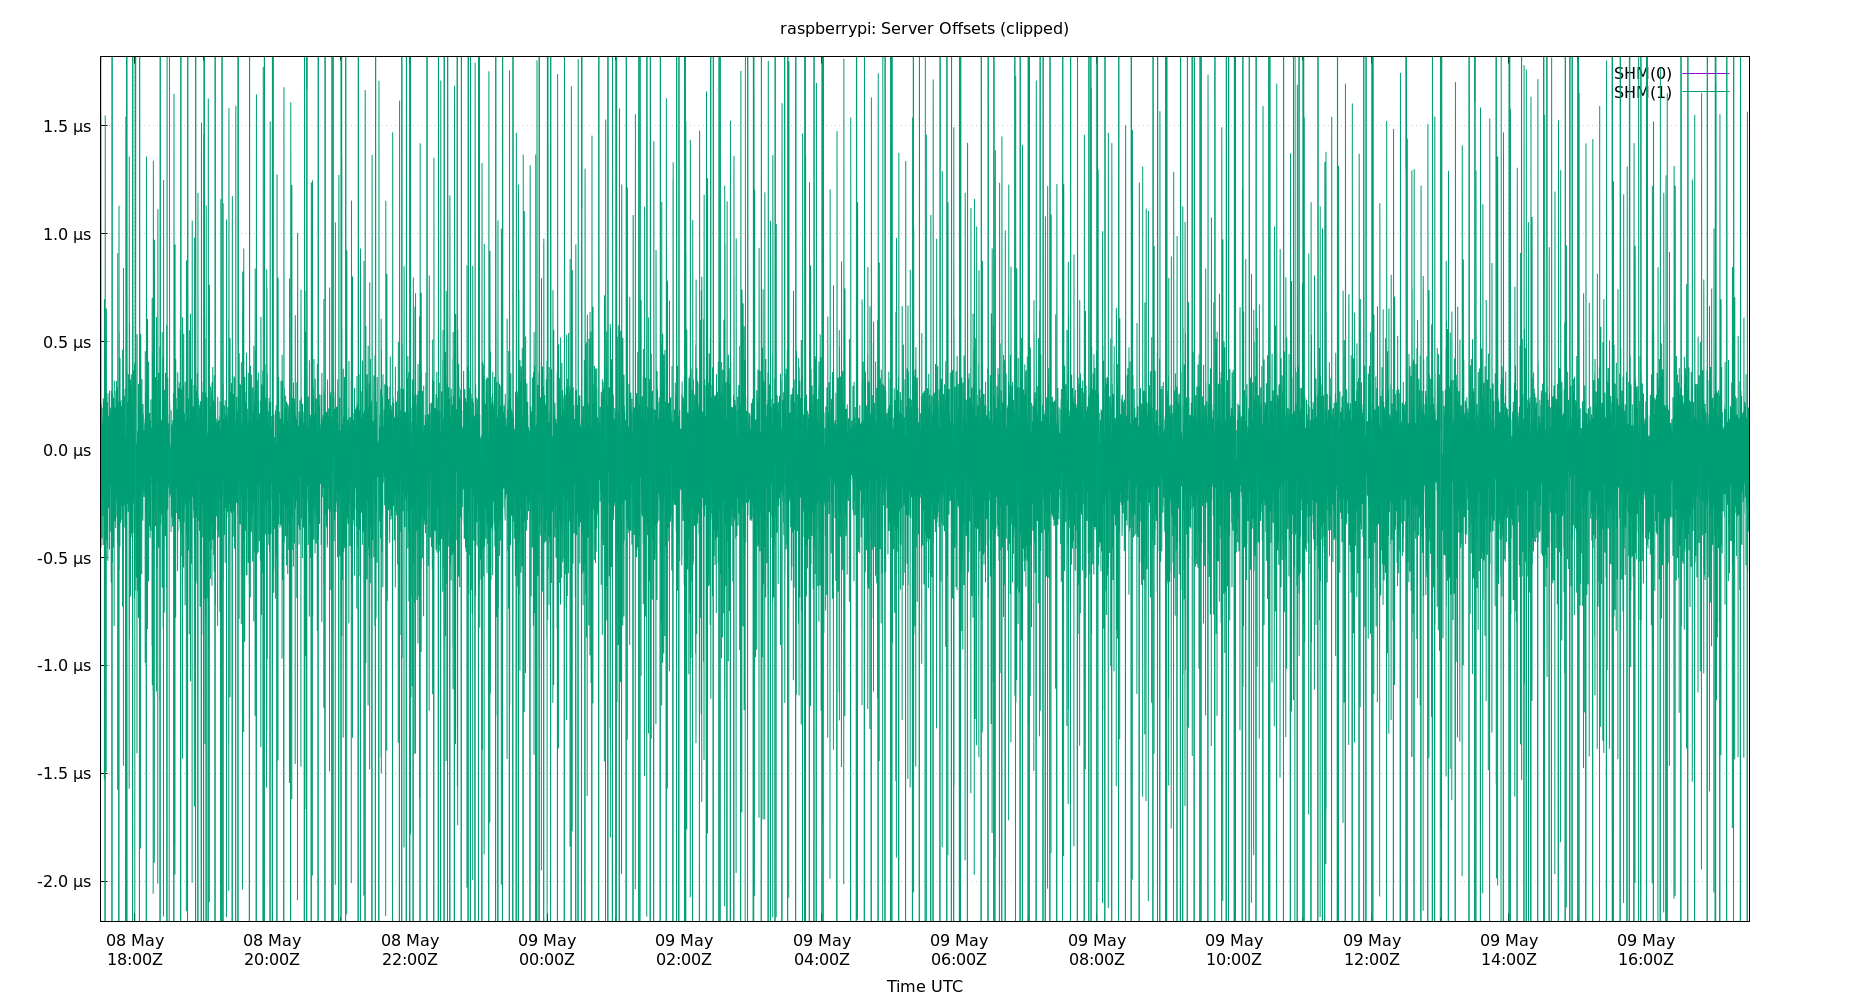 raspberrypi: Server Offsets (clipped)
SHM(0)
SHM(1)
1.5 µs
1.0 µs
0.5 µs
0.0 µs
-0.5 µs
-1.0 µs
-1.5 µs
-2.0 µs
08 May 08 May 08 May 09 May 09 May 09 May 09 May 09 May 09 May 09 May 09 May 09 May
18:00Z 20:00Z 22:00Z 00:00Z 02:00Z 04:00Z 06:00Z 08:00Z 10:00Z 12:00Z 14:00Z 16:00Z
Time UTC